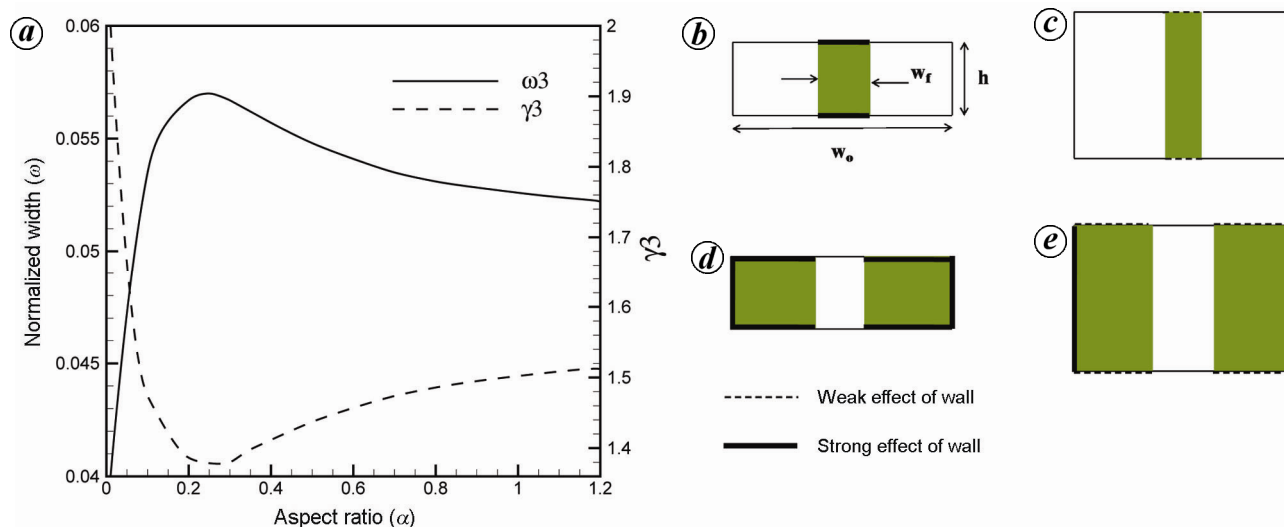 a
0.06
0.055
0.05
0.045
0.04
Normalized width (ω)
ω3
γ3
2
1.9
1.8
1.7
1.6
1.5
1.4
γ3
0
0.2
0.4
0.6
0.8
1
1.2
Aspect ratio (α)
b
w_f
h
w_o
c
d
e
Weak effect of wall
Strong effect of wall